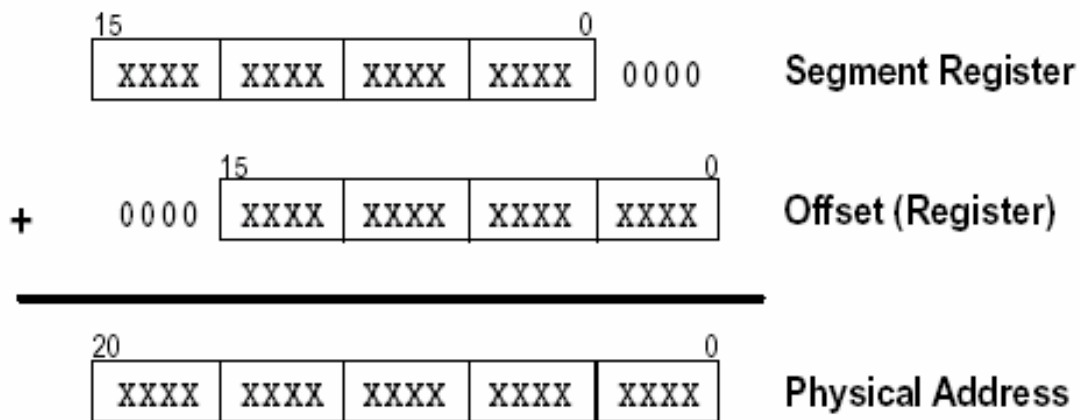 15 0
XXXX XXXX XXXX XXXX 0000 Segment Register
15 0
+ 0000 XXXX XXXX XXXX XXXX Offset (Register)
20 0
XXXX XXXX XXXX XXXX XXXX Physical Address